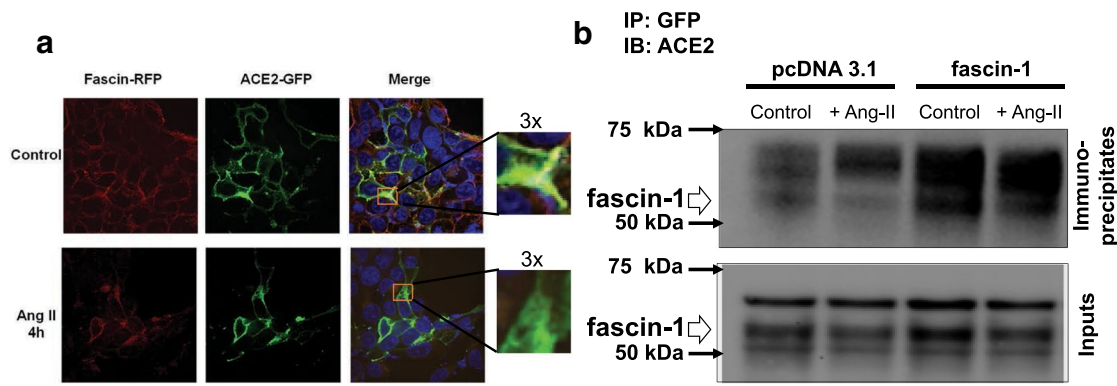 a
Fascin-RFP ACE2-GFP Merge
Control
3x
Ang II
4h
3x
b
IP: GFP
IB: ACE2
pcDNA 3.1 fascin-1
Control + Ang-II Control + Ang-II
75 kDa
fascin-1
50 kDa
Immuno-
precipitates
75 kDa
fascin-1
50 kDa
Inputs